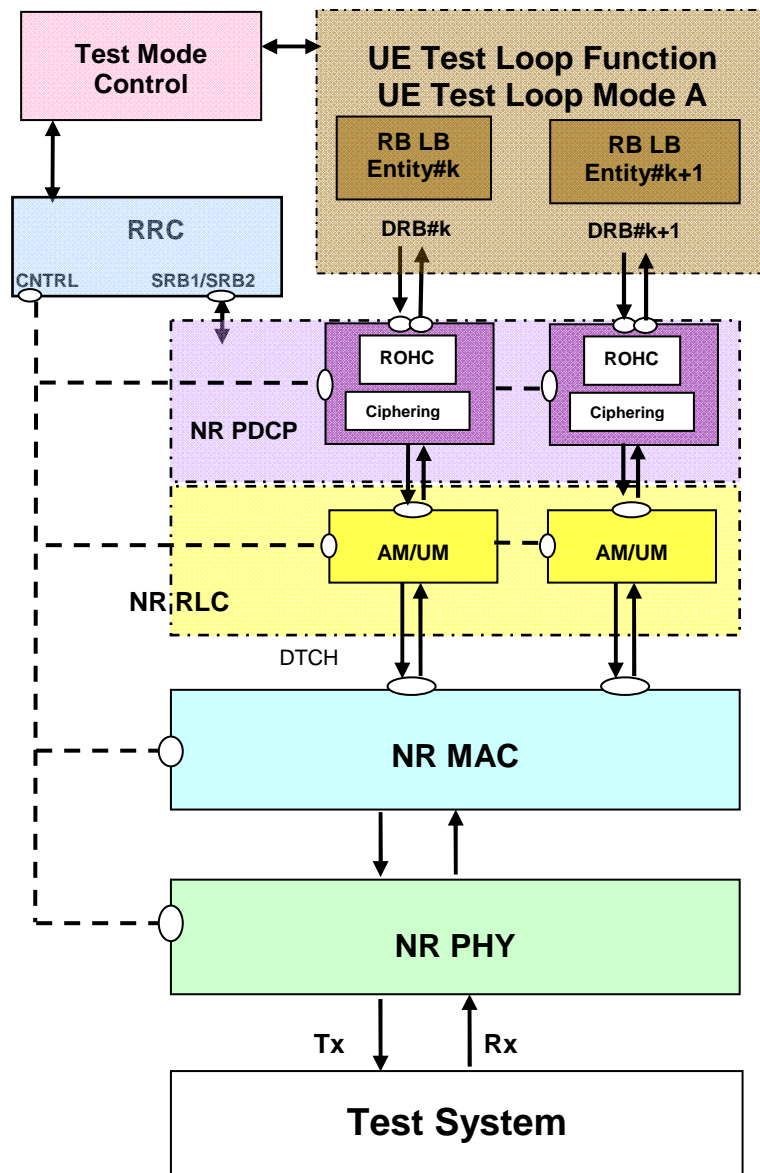 Test Mode
Control
UE Test Loop Function
UE Test Loop Mode A
RB LB
Entity#k
RB LB
Entity#k+1
DRB#k
DRB#k+1
RRC
CNTRL
SRB1/SRB2
ROHC
Ciphering
ROHC
Ciphering
NR PDCP
AM/UM
AM/UM
NR RLC
DTCH
NR MAC
NR PHY
Tx
Rx
Test System